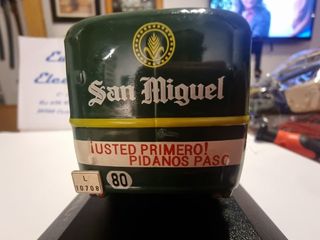 San Miguel
¡USTED PRIMERO!
PIDANOS PASO
L
10708
80